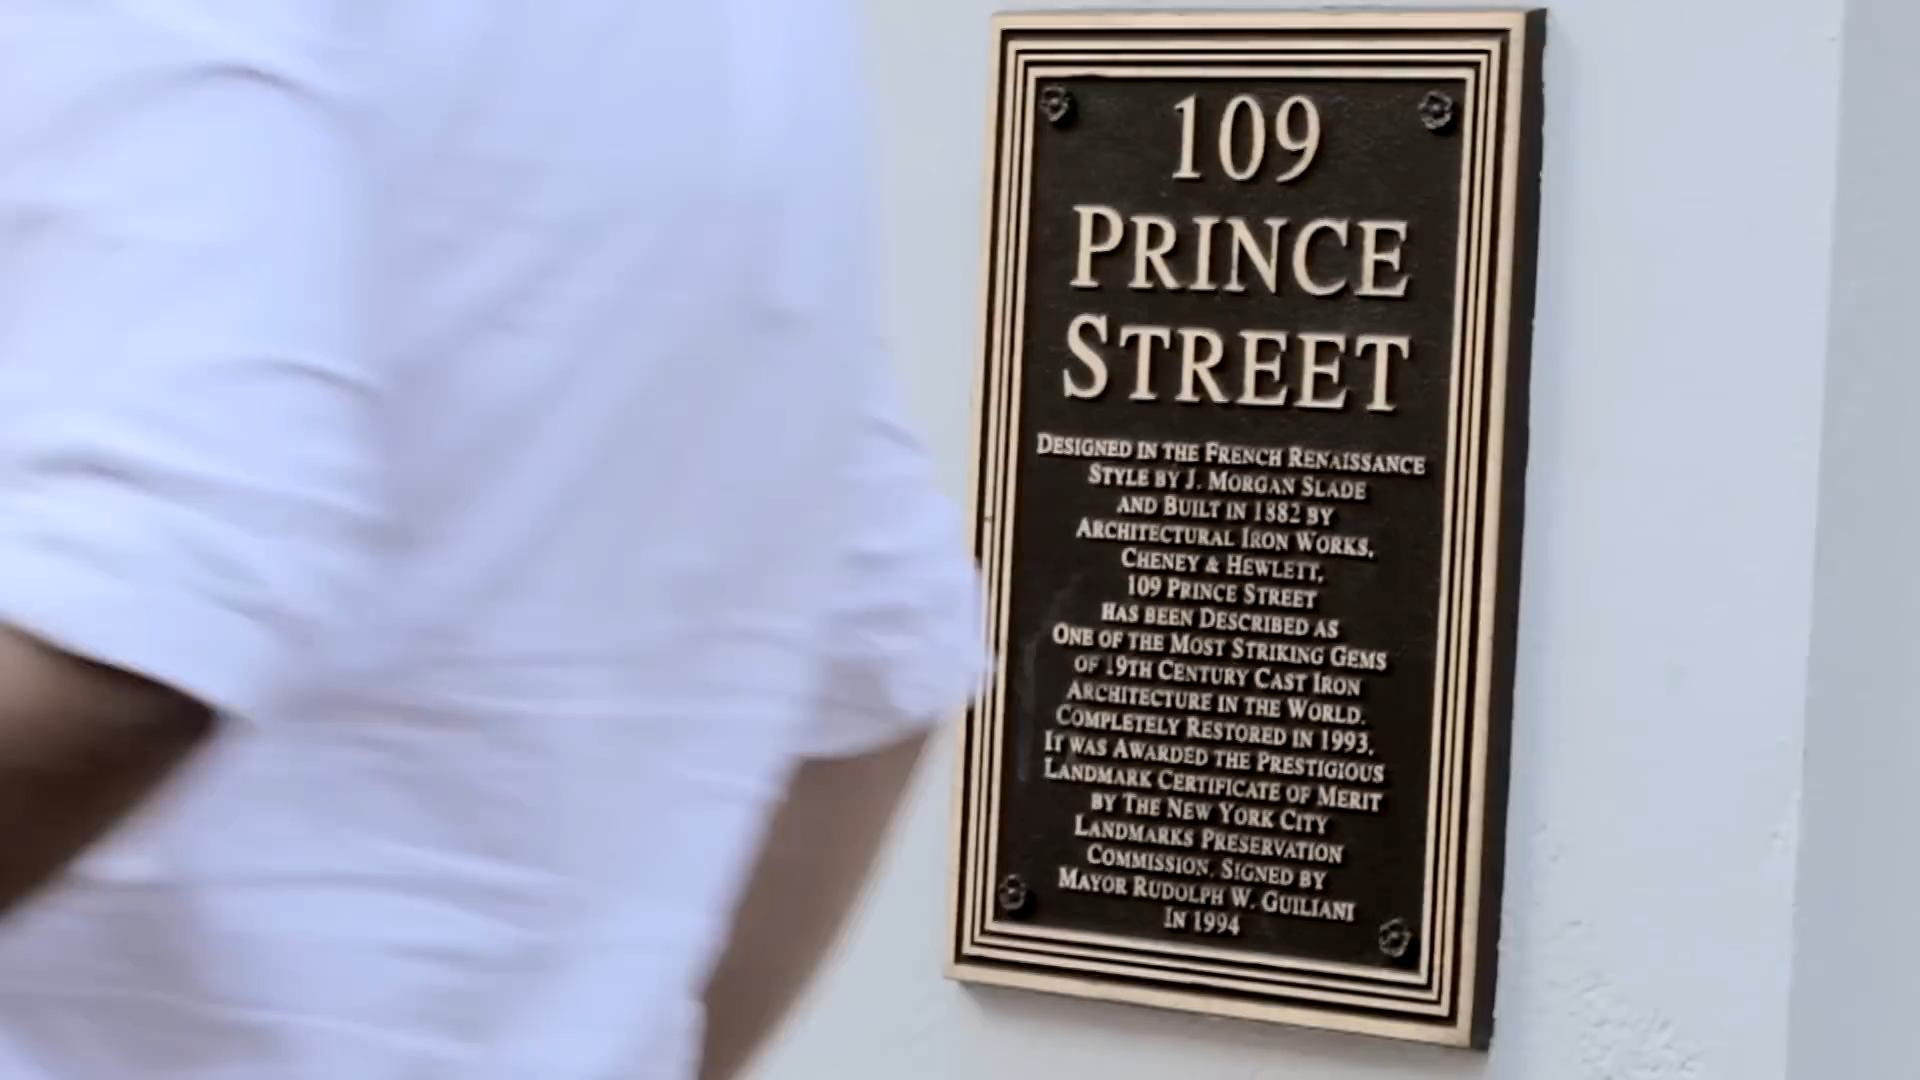 109
PRINCE
STREET
DESIGNED IN THE FRENCH RENAISSANCE
STYLE BY J. MORGAN SLADE
AND BUILT IN 1882 BY
ARCHITECTURAL IRON WORKS,
CHENEY & HEWLETT,
109 PRINCE STREET
HAS BEEN DESCRIBED AS
ONE OF THE MOST STRIKING GEMS
OF 19TH CENTURY CAST IRON
ARCHITECTURE IN THE WORLD.
COMPLETELY RESTORED IN 1993,
IT WAS AWARDED THE PRESTIGIOUS
LANDMARK CERTIFICATE OF MERIT
BY THE NEW YORK CITY
LANDMARKS PRESERVATION
COMMISSION, SIGNED BY
MAYOR RUDOLPH W. GUILIANI
IN 1994